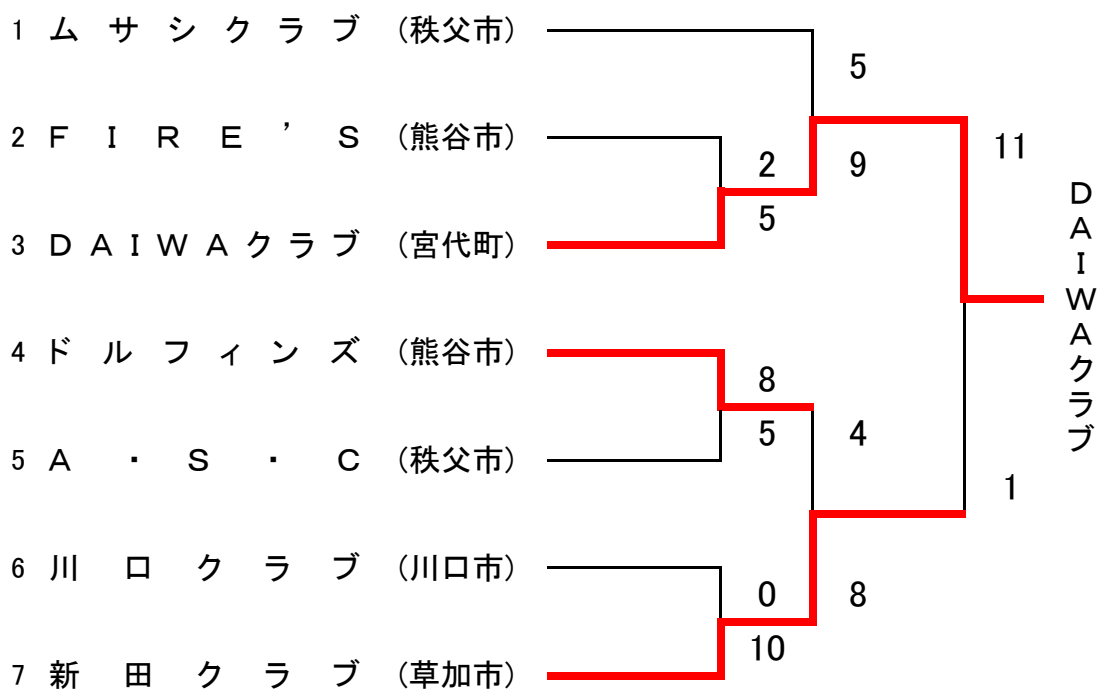 1 ムサシクラブ (秩父市)
5
2 FIRE'S (熊谷市)
11
2
9
5
3 DAIWAクラブ (宮代町)
DAIWAクラブ
4 ドルフィンズ (熊谷市)
8
5
4
5 A・S・C (秩父市)
1
6 川口クラブ (川口市)
0
8
10
7 新田クラブ (草加市)